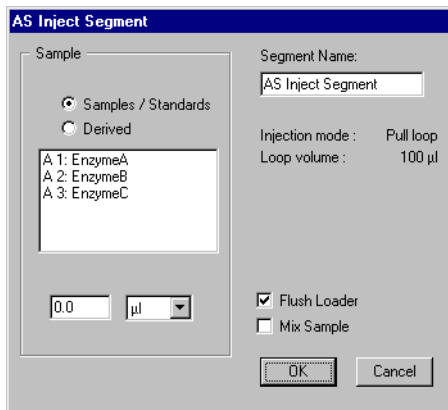 AS Inject Segment
Sample
Samples / Standards
Derived
A 1: EnzymeA
A 2: EnzymeB
A 3: EnzymeC
0.0 µl
Segment Name:
AS Inject Segment
Injection mode : Pull loop
Loop volume : 100 µl
Flush Loader
Mix Sample
OK Cancel